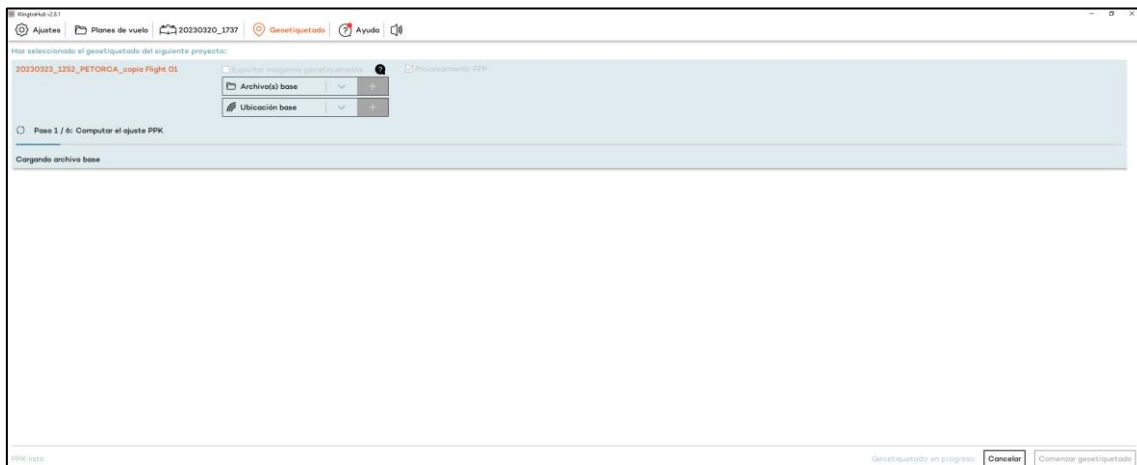 WingtraHub v2.8.1
Ajustes Planes de vuelo 20230320_1737 Geoetiquetado Ayuda
Has seleccionado el geoetiquetado del siguiente proyecto:
20230323_1252_PETORCA_copia Flight 01 Exportar imágenes geoetiquetadas ? Procesamiento PPK
Archivo(s) base
Ubicación base
Paso 1 / 6: Computar el ajuste PPK
Cargando archivo base
PPK listo Geoetiquetado en progreso Cancelar Comenzar geoetiquetado